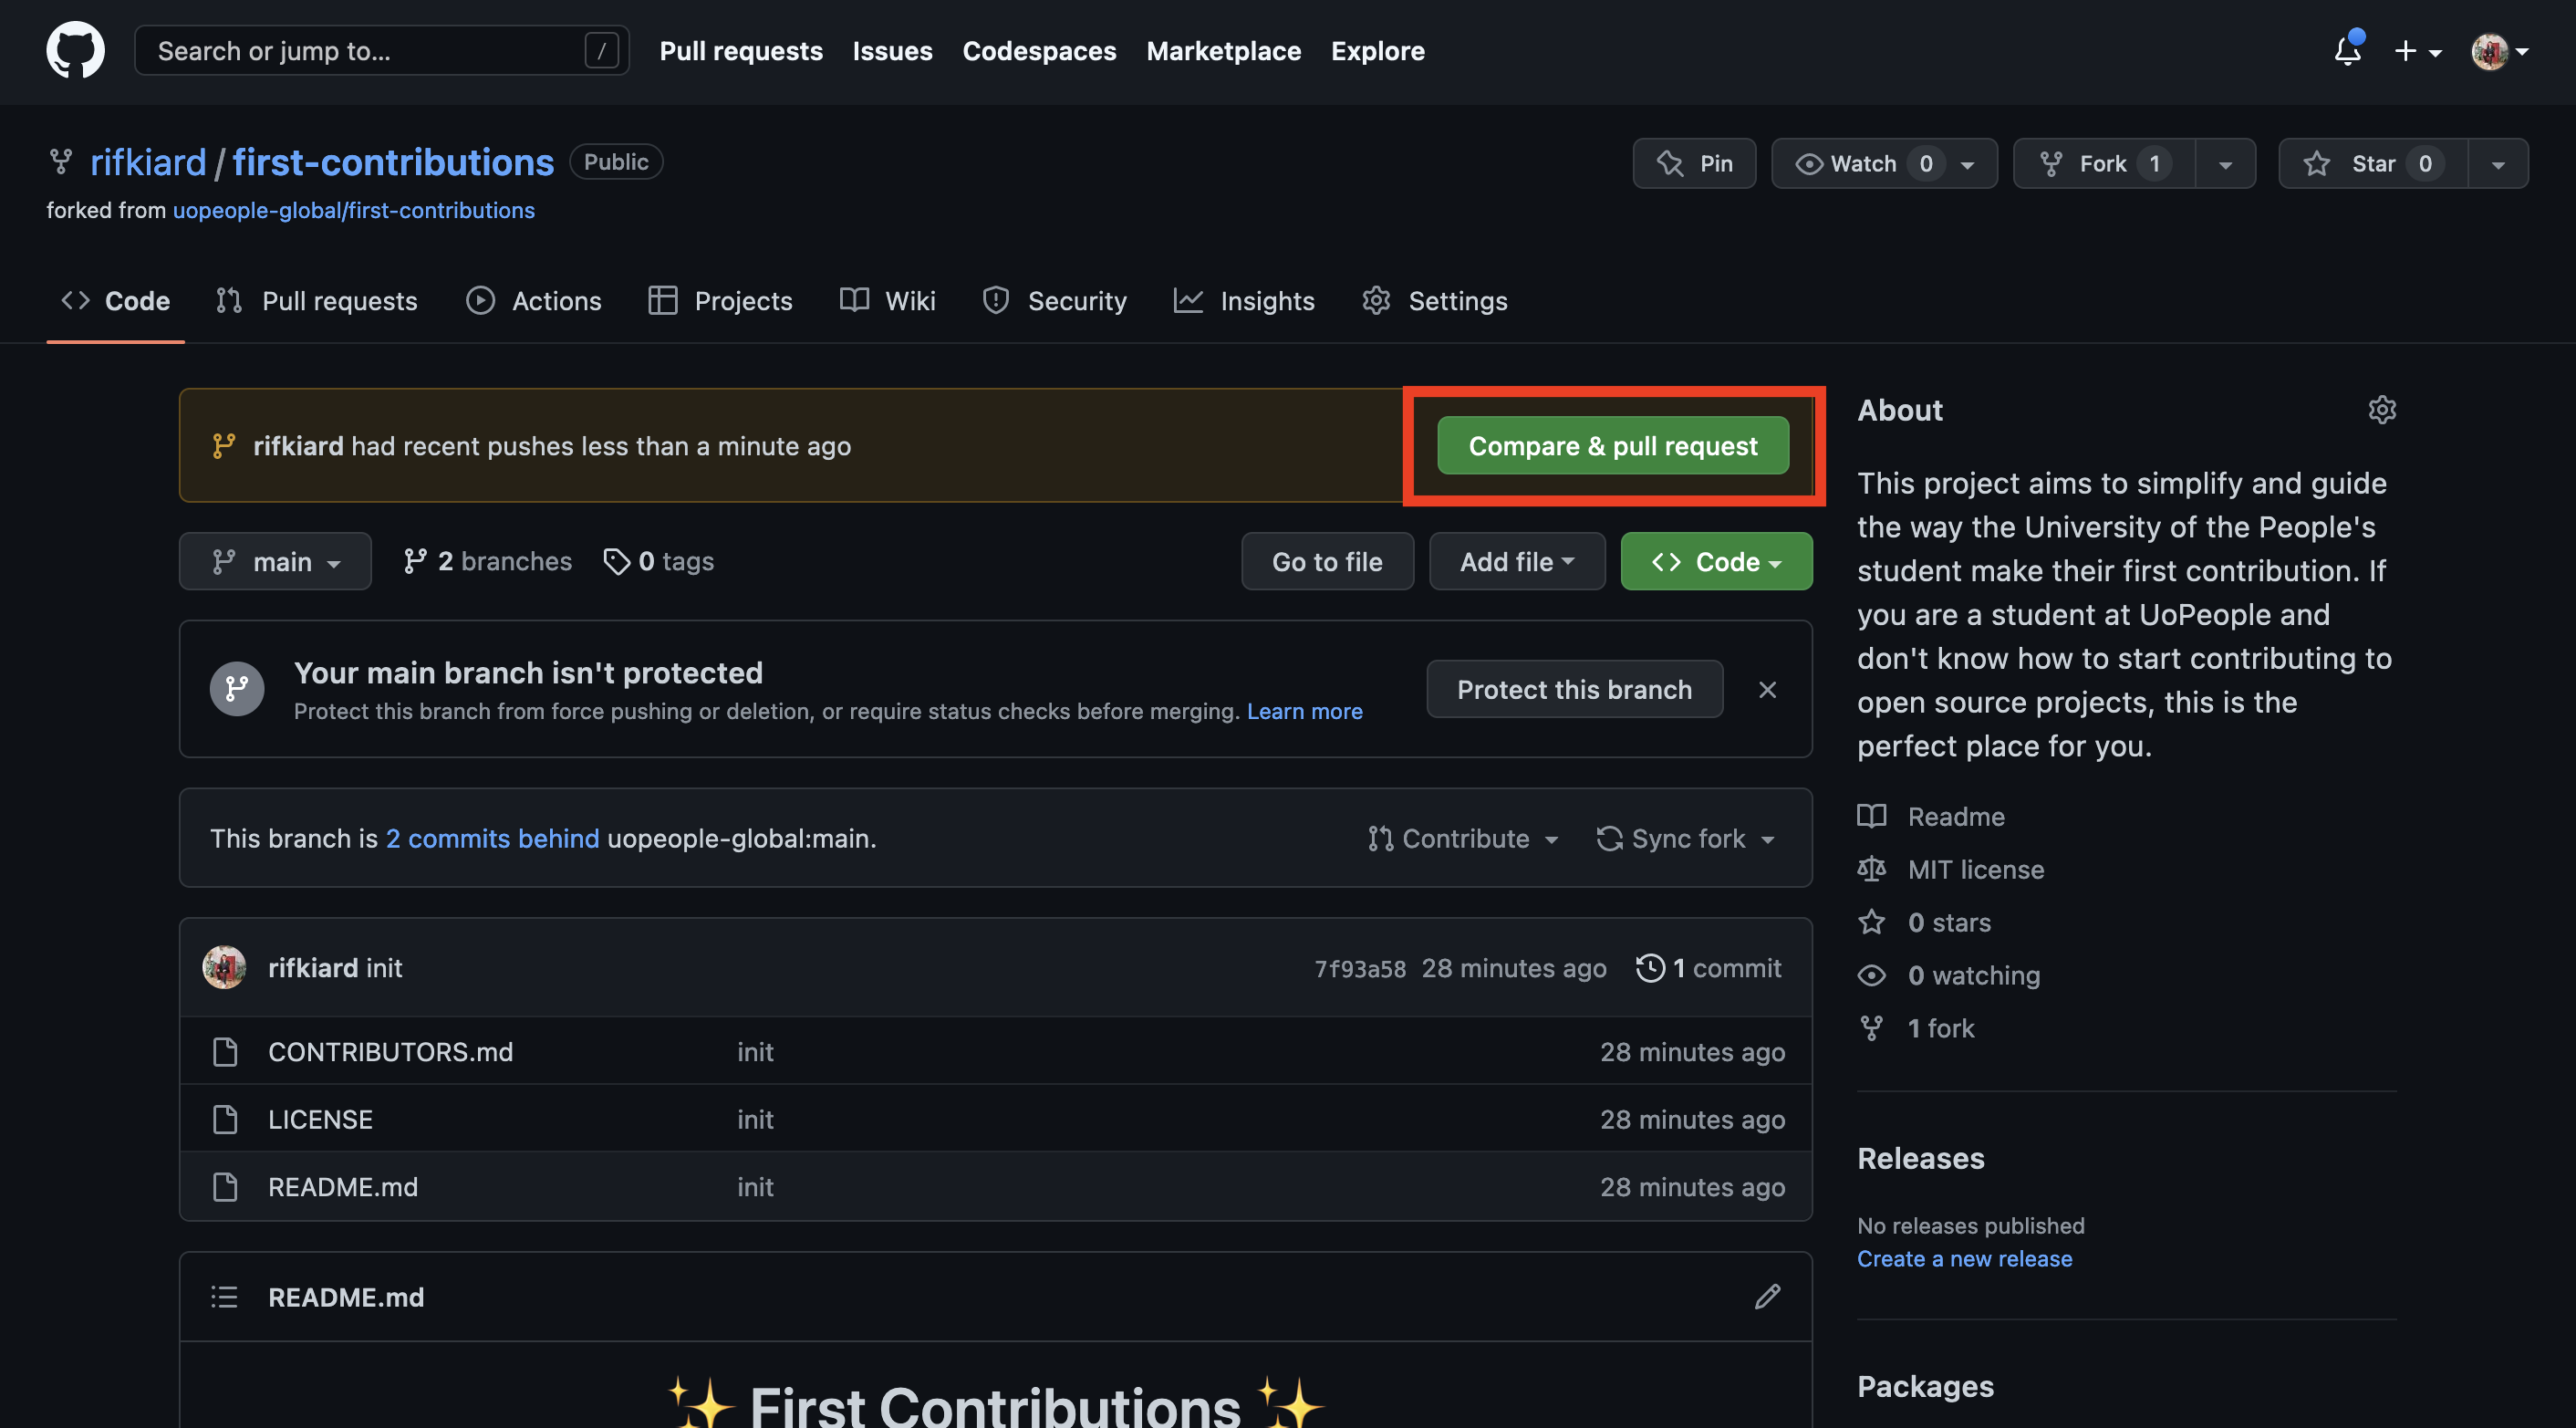 Search or jump to... /
Pull requests Issues Codespaces Marketplace Explore
rifkiard/first-contributions Public
Pin Watch 0 Fork 1 Star 0
forked from uopeople-global/first-contributions
Code Pull requests Actions Projects Wiki Security Insights Settings
rifkiard had recent pushes less than a minute ago
Compare & pull request
main 2 branches 0 tags
Go to file Add file Code
Your main branch isn't protected
Protect this branch from force pushing or deletion, or require status checks before merging. Learn more
Protect this branch
This branch is 2 commits behind uopeople-global:main.
Contribute Sync fork
rifkiard init 7f93a58 28 minutes ago 1 commit
CONTRIBUTORS.md init 28 minutes ago
LICENSE init 28 minutes ago
README.md init 28 minutes ago
README.md
✨ First Contributions ✨
About
This project aims to simplify and guide
the way the University of the People's
student make their first contribution. If
you are a student at UoPeople and
don't know how to start contributing to
open source projects, this is the
perfect place for you.
Readme
MIT license
0 stars
0 watching
1 fork
Releases
No releases published
Create a new release
Packages